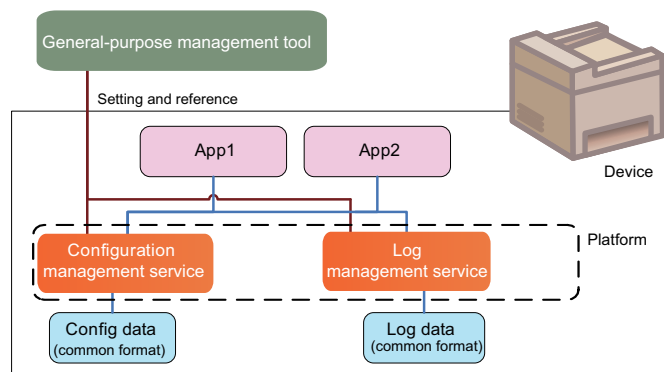 General-purpose management tool
Setting and reference
App1
App2
Device
Platform
Configuration
management service
Log
management service
Config data
(common format)
Log data
(common format)